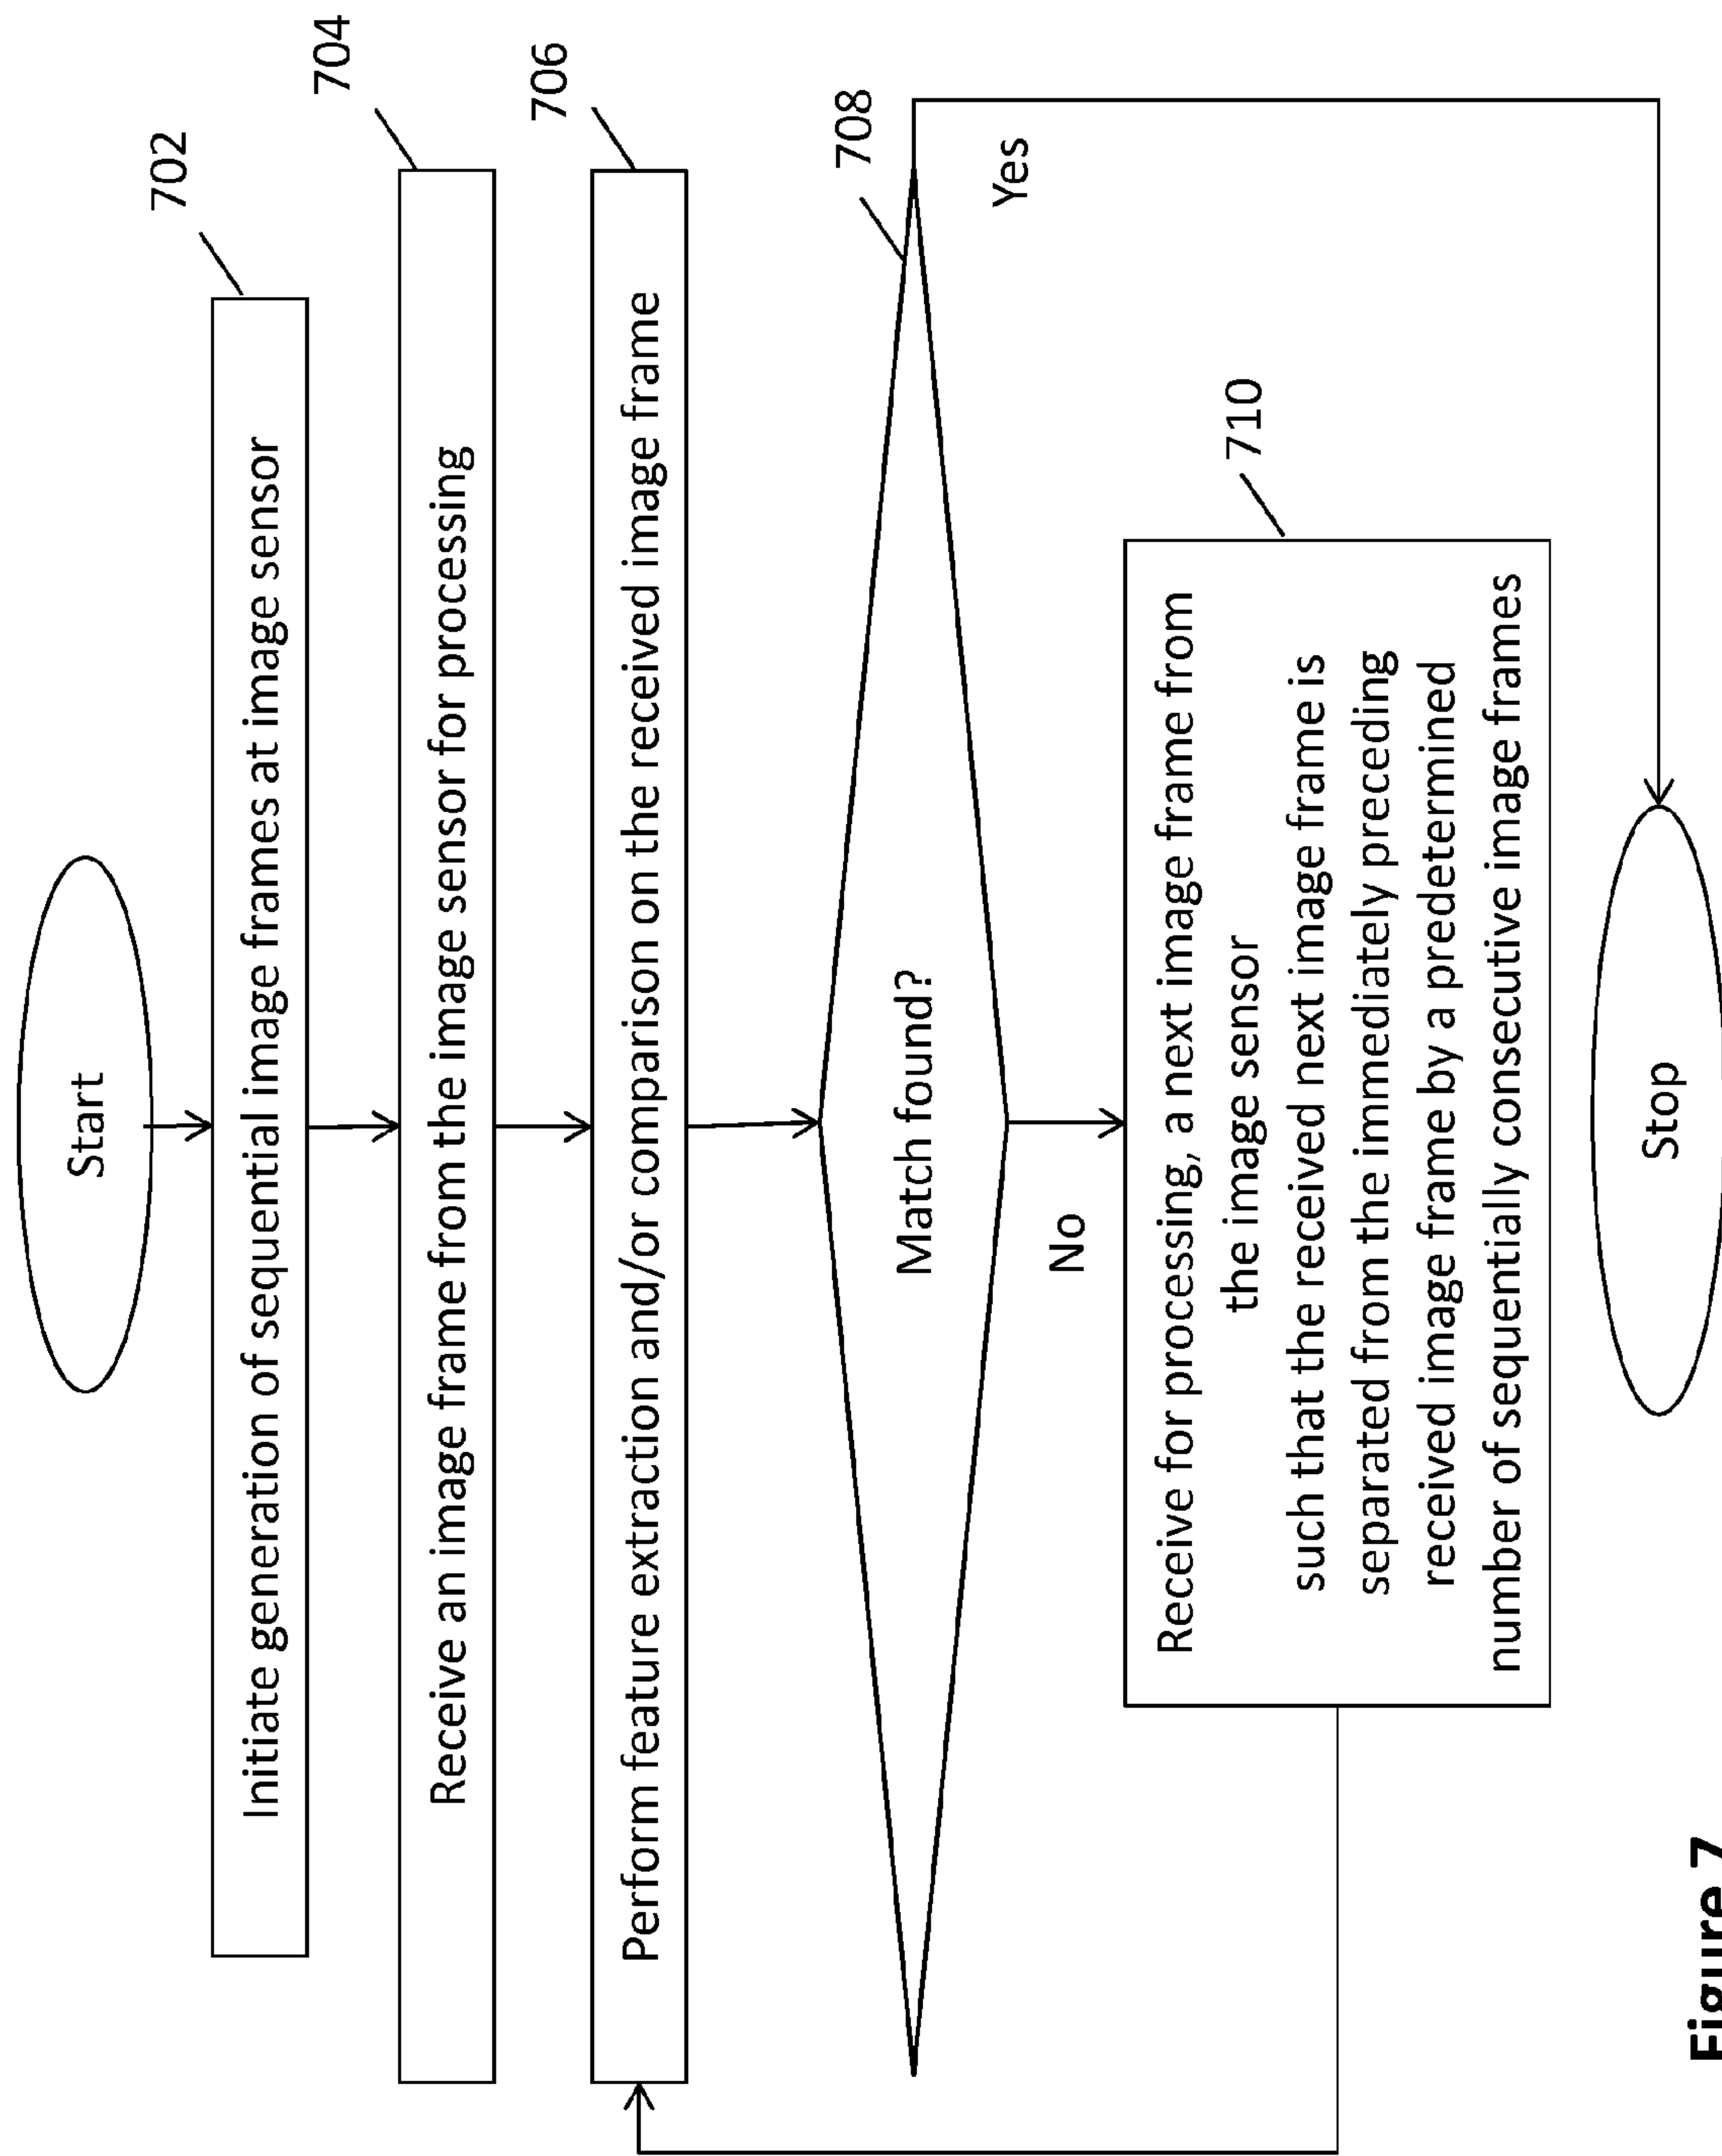 Start
702
Initiate generation of sequential image frames at image sensor
704
Receive an image frame from the image sensor for processing
706
Perform feature extraction and/or comparison on the received image frame
708
Match found?
Yes
No
710
Receive for processing, a next image frame from
the image sensor
such that the received next image frame is
separated from the immediately preceding
received image frame by a predetermined
number of sequentially consecutive image frames
Stop
Figure 7